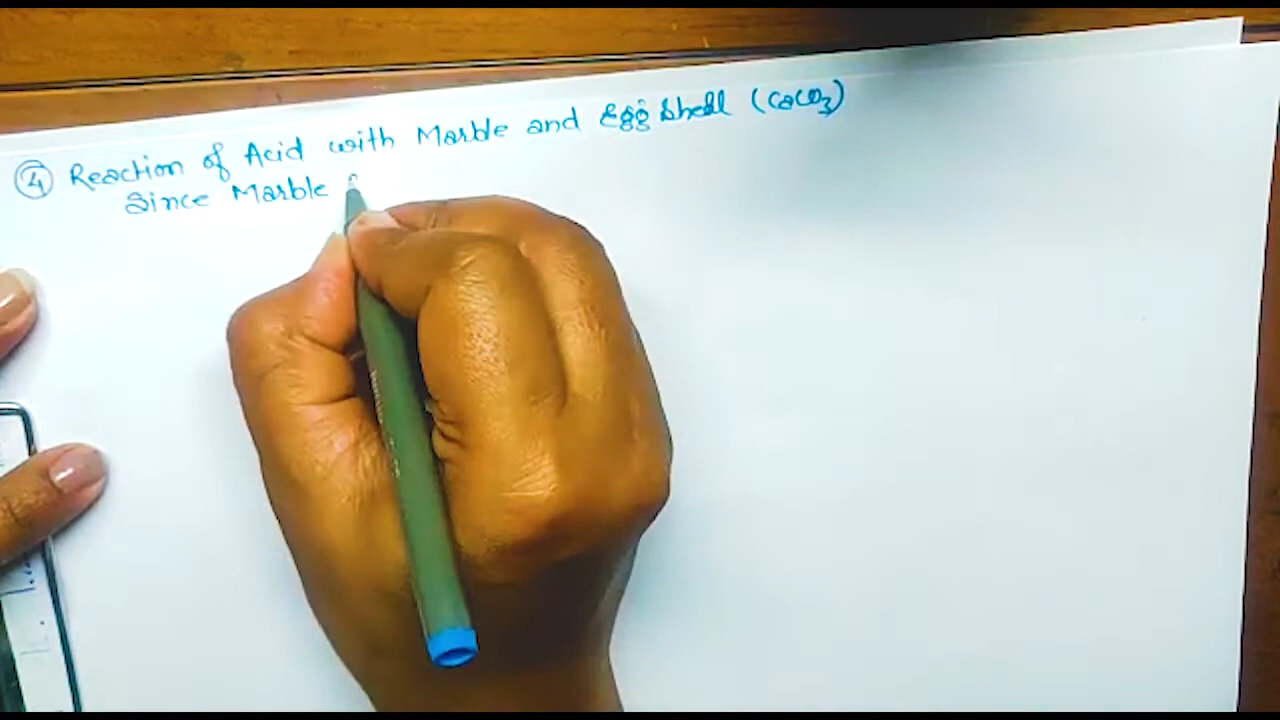 ④ Reaction of Acid with Marble and Egg shell (CaCO₃)
Since Marble